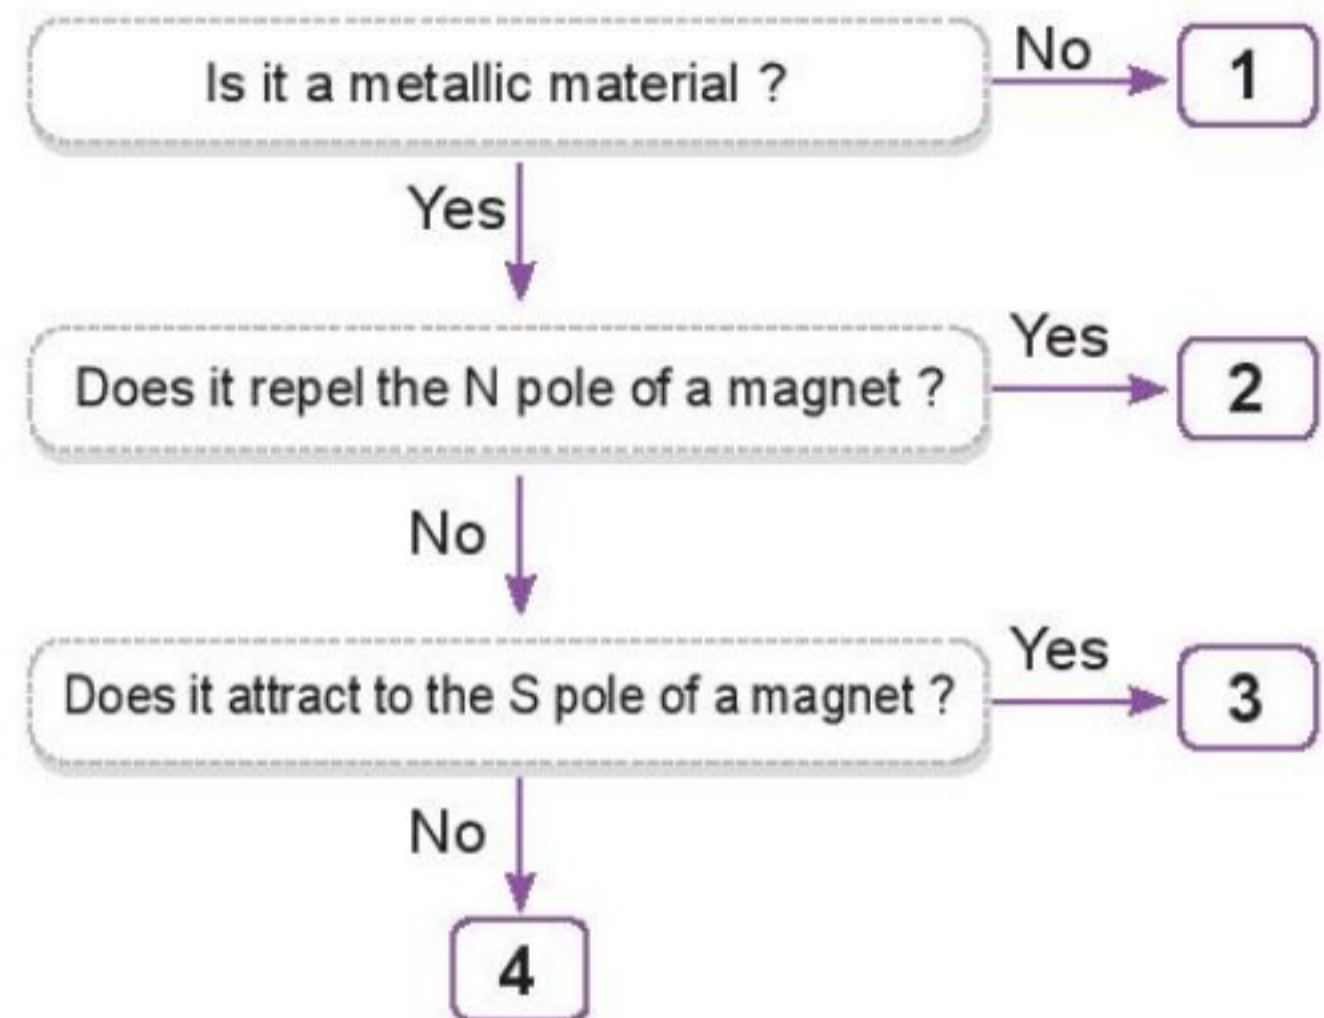 Is it a metallic material ?
No
1
Yes
Does it repel the N pole of a magnet ?
Yes
2
No
Does it attract to the S pole of a magnet ?
Yes
3
No
4